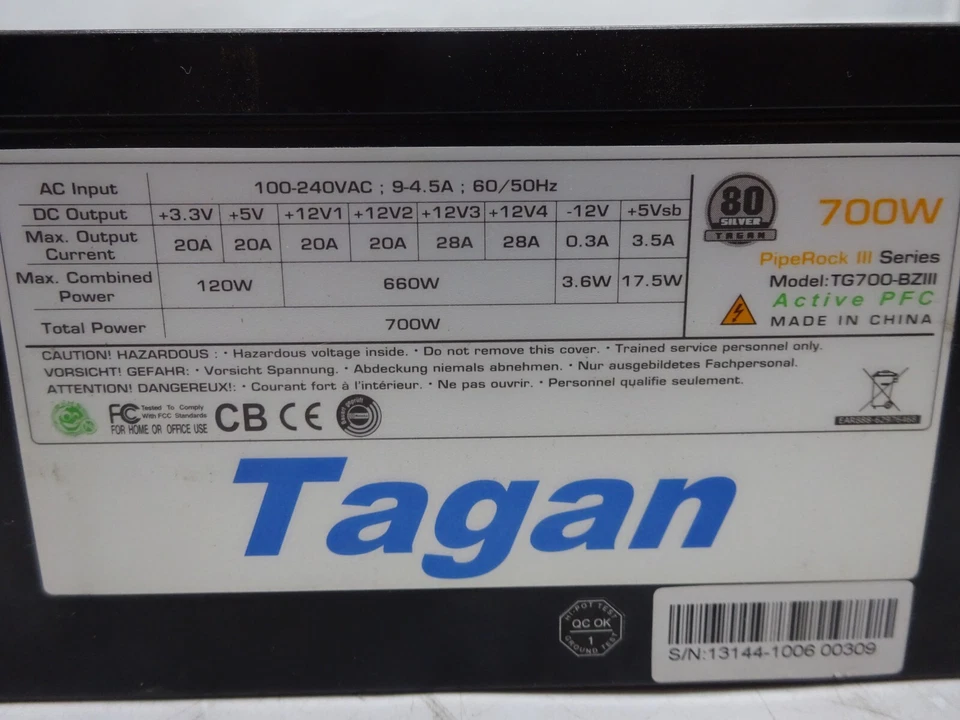 AC Input 100-240VAC ; 9-4.5A ; 60/50Hz
DC Output +3.3V +5V +12V1 +12V2 +12V3 +12V4 -12V +5Vsb
Max. Output Current 20A 20A 20A 20A 28A 28A 0.3A 3.5A
Max. Combined Power 120W 660W 3.6W 17.5W
Total Power 700W
80
SILVER
TAGAN
700W
PipeRock III Series
Model:TG700-BZIII
Active PFC
MADE IN CHINA
CAUTION! HAZARDOUS : • Hazardous voltage inside. • Do not remove this cover. • Trained service personnel only.
VORSICHT! GEFAHR: • Vorsicht Spannung. • Abdeckung niemals abnehmen. • Nur ausgebildetes Fachpersonal.
ATTENTION! DANGEREUX!: • Courant fort à l'intérieur. • Ne pas ouvrir. • Personnel qualifie seulement.
FC Tested To Comply
With FCC Standards
FOR HOME OR OFFICE USE
CB CE
Tagan
HI-POT TEST
QC OK
1
GROUND TEST
S/N:13144-1006 00309